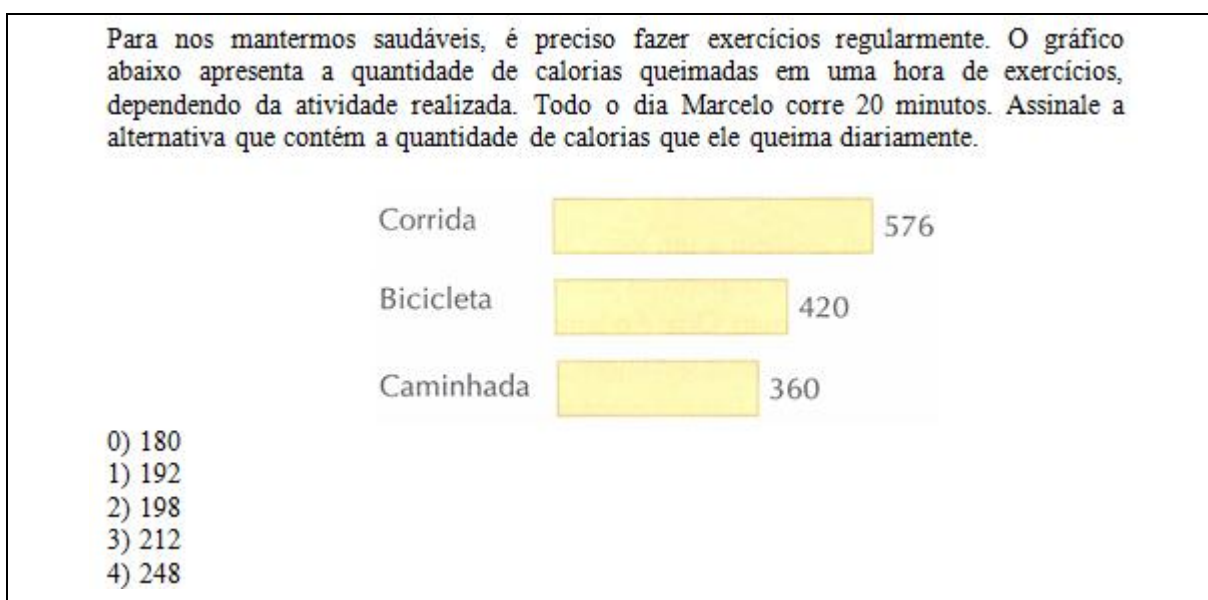 Para nos mantermos saudáveis, é preciso fazer exercícios regularmente. O gráfico
abaixo apresenta a quantidade de calorias queimadas em uma hora de exercícios,
dependendo da atividade realizada. Todo o dia Marcelo corre 20 minutos. Assinale a
alternativa que contém a quantidade de calorias que ele queima diariamente.
Corrida 576
Bicicleta 420
Caminhada 360
0) 180
1) 192
2) 198
3) 212
4) 248